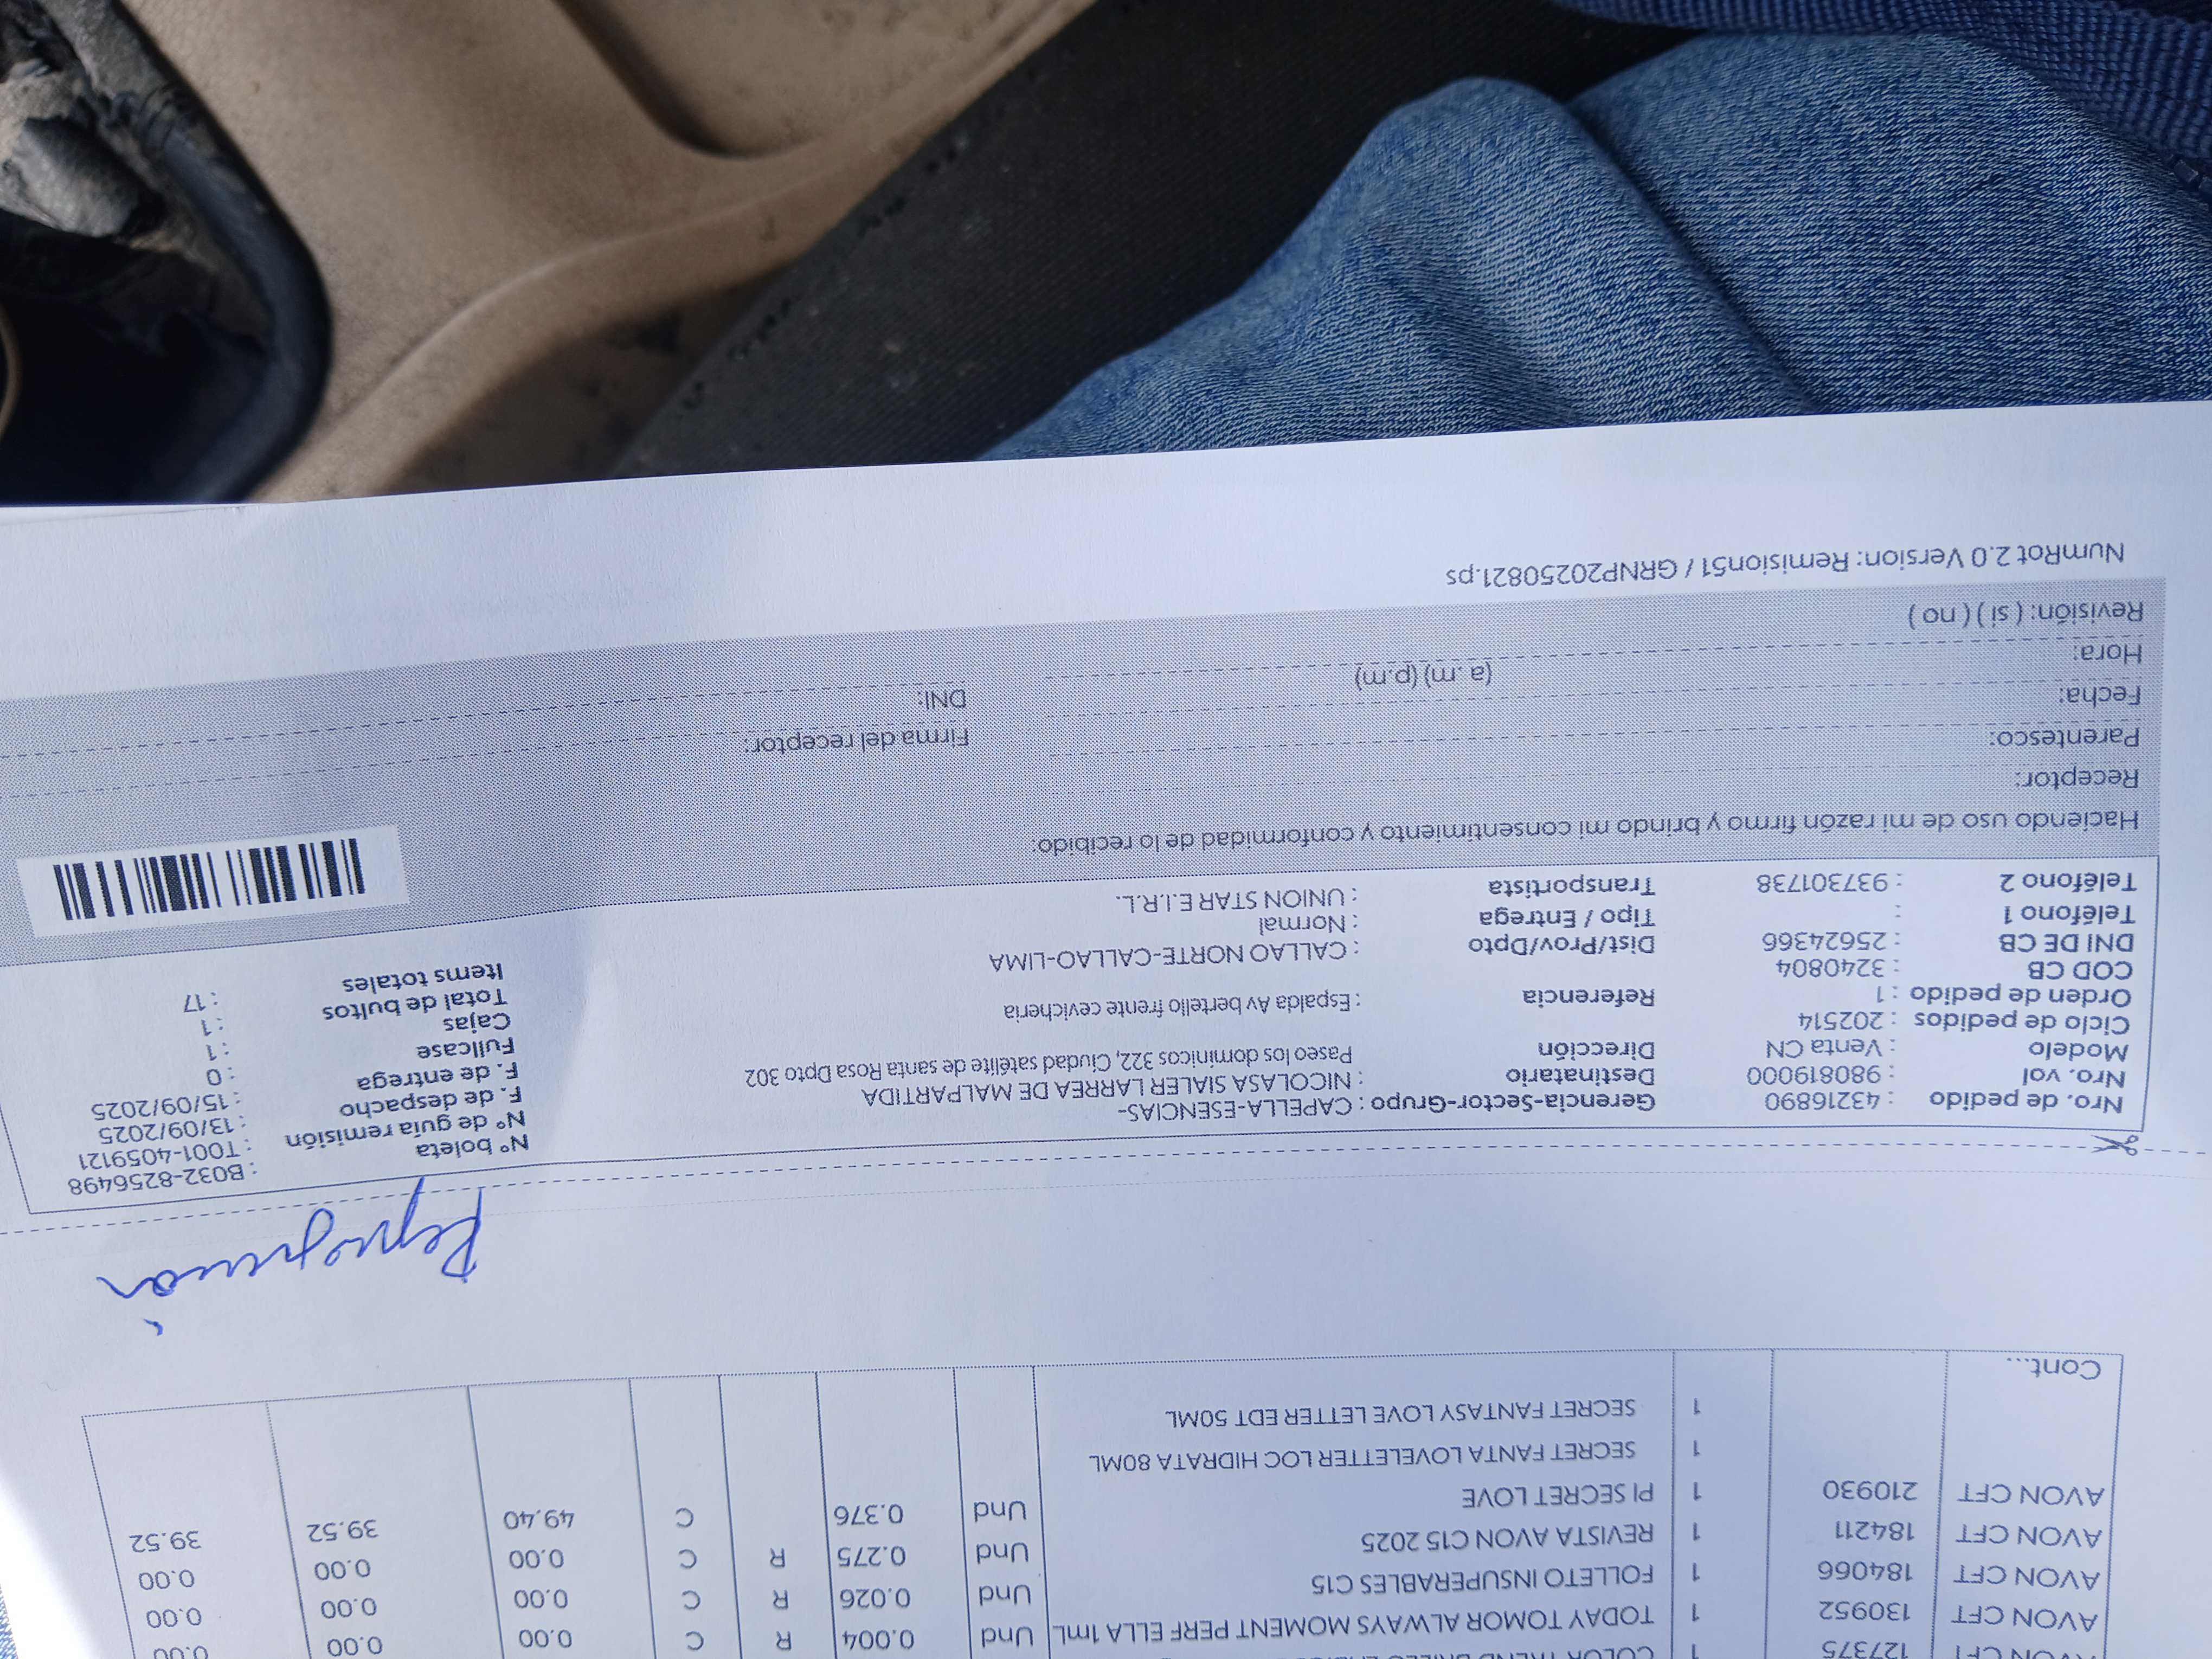 AVON CFT 127375 1
AVON CFT 130952 1 TODAY TOMOR ALWAYS MOMENT PERF ELLA 1mL Und 0.004 R C 0.00 0.00 0.00
AVON CFT 184066 1 FOLLETO INSUPERABLES C15 Und 0.026 R C 0.00 0.00 0.00
AVON CFT 184211 1 REVISTA AVON C15 2025 Und 0.275 R C 0.00 0.00 0.00
AVON CFT 210930 1 PI SECRET LOVE Und 0.376 C 49.40 39.52 39.52
1 SECRET FANTA LOVELETTER LOC HIDRATA 80ML
1 SECRET FANTASY LOVE LETTER EDT 50ML
Cont...
Nro. de pedido : 43216890
Nro. vol : 980819000
Modelo : Venta CN
Ciclo de pedidos : 202514
Orden de pedido : 1
COD CB : 3240804
DNI DE CB : 25624366
Teléfono 1 :
Teléfono 2 : 937301738
Gerencia-Sector-Grupo : CAPELLA-ESENCIAS-
Destinatario : NICOLASA SIALER LARREA DE MALPARTIDA
Dirección Paseo los dominicos 322, Ciudad satélite de santa Rosa Dpto 302
Referencia : Espalda Av bertello frente cevicheria
Dist/Prov/Dpto : CALLAO NORTE-CALLAO-LIMA
Tipo / Entrega : Normal
Transportista : UNION STAR E.I.R.L.
N° boleta : B032-8256498
N° de guía remisión : T001-4059121
F. de despacho : 13/09/2025
F. de entrega : 15/09/2025
Fullcase : 0
Cajas : 1
Total de bultos : 1
Items totales : 17
Haciendo uso de mi razón firmo y brindo mi consentimiento y conformidad de lo recibido:
Receptor:
Parentesco:
Firma del receptor:
Fecha:
DNI:
Hora: (a .m) (p.m)
Revisión: ( si ) ( no )
NumRot 2.0 Version: Remision51 / GRNP20250821.ps